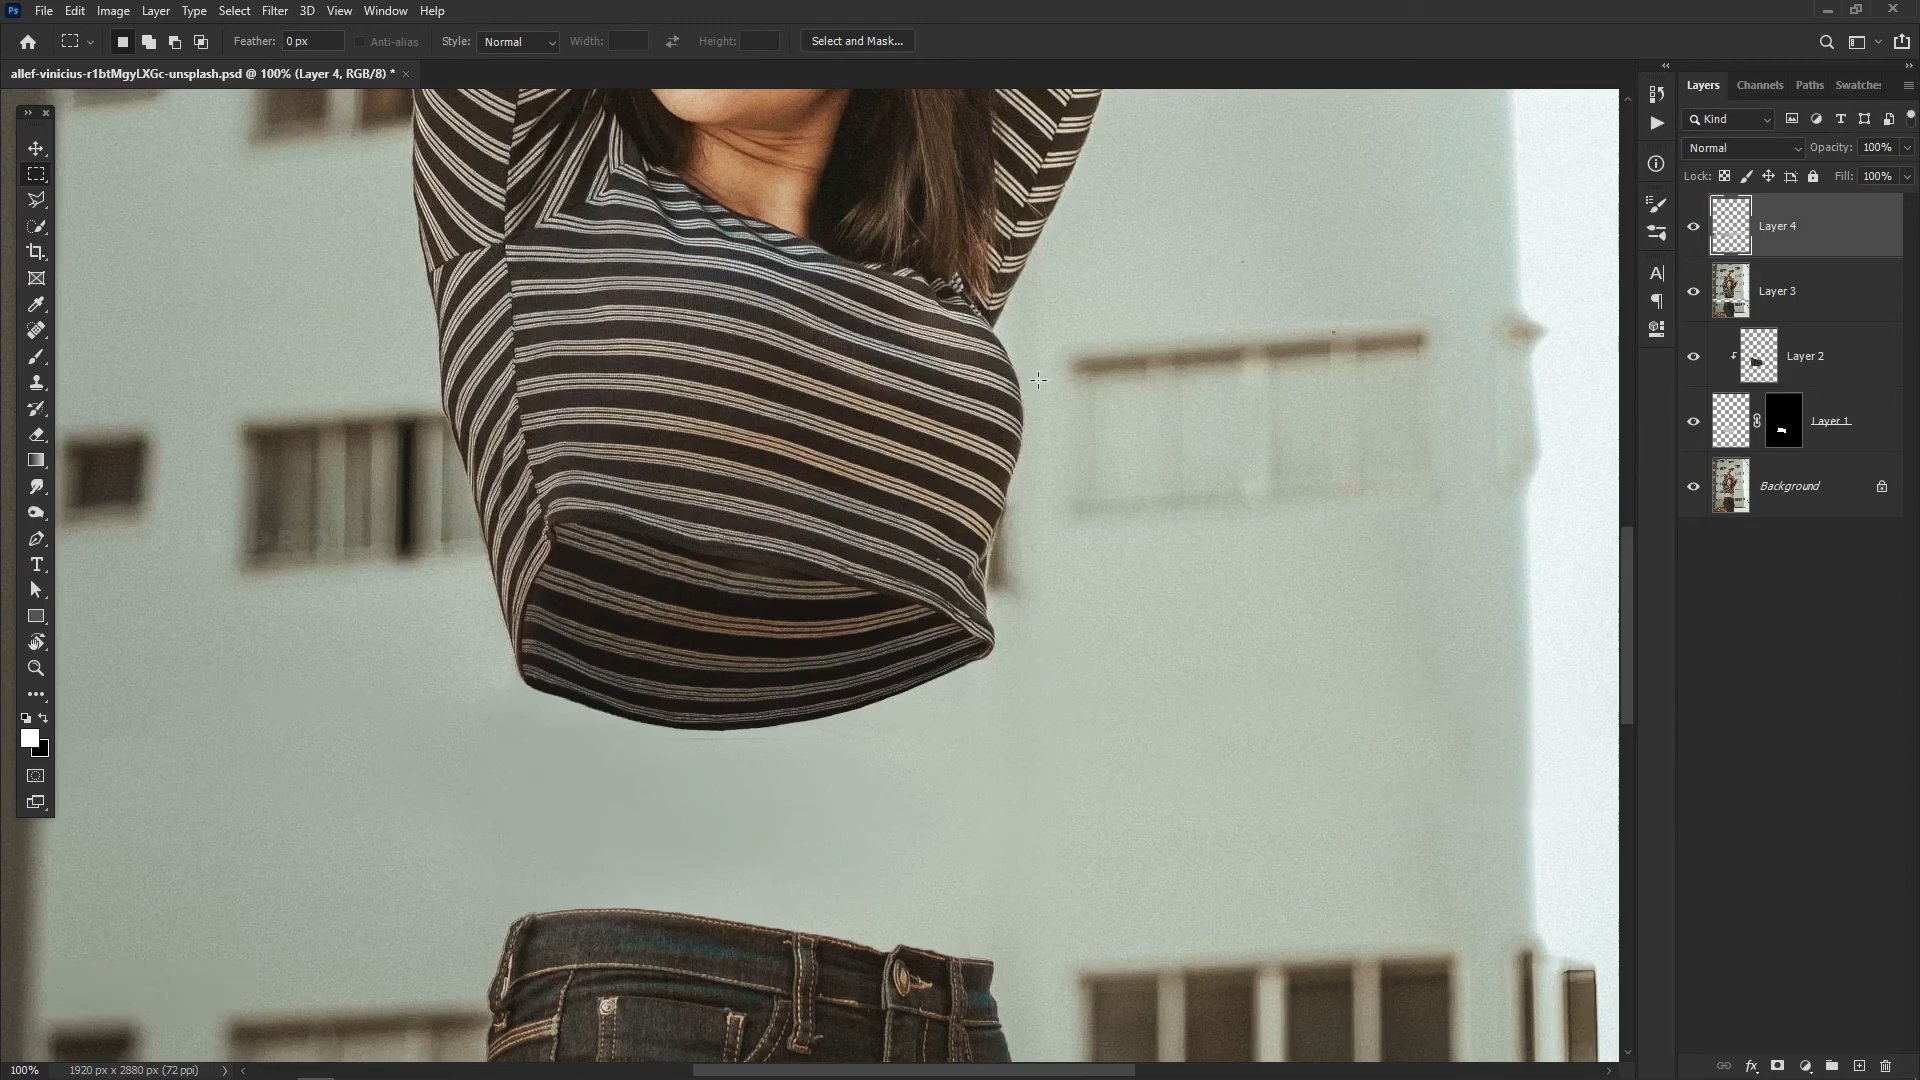 Ps File Edit Image Layer Type Select Filter 3D View Window Help
Feather: 0 px Anti-alias Style: Normal Width: Height: Select and Mask...
allef-vinicius-r1btMgyLXGc-unsplash.psd @ 100% (Layer 4, RGB/8) *
Layers Channels Paths Swatches
Kind
Normal Opacity: 100%
Lock: Fill: 100%
Layer 4
Layer 3
Layer 2
Layer 1
Background
100% 1920 px x 2880 px (72 ppi)